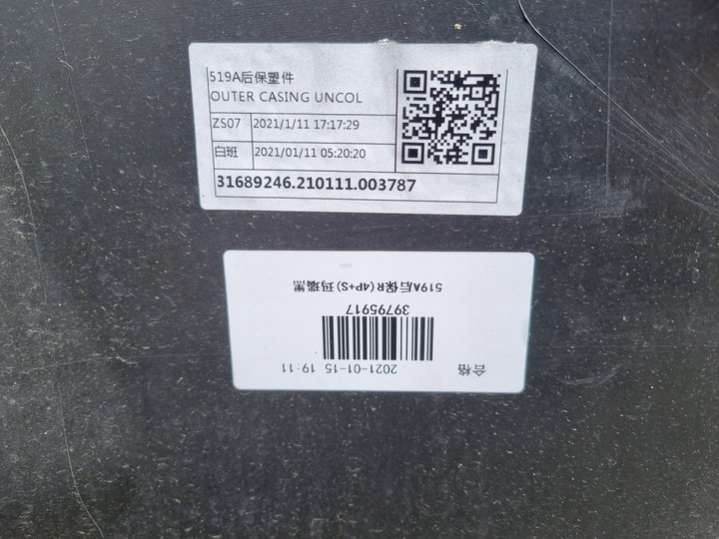 519A后保塑件
OUTER CASING UNCOL
ZS07 2021/1/11 17:17:29
白班 2021/01/11 05:20:20
31689246.210111.003787
合格 2021-01-15 19:11
39795917
519A后保R(4P+S)玛瑙黑